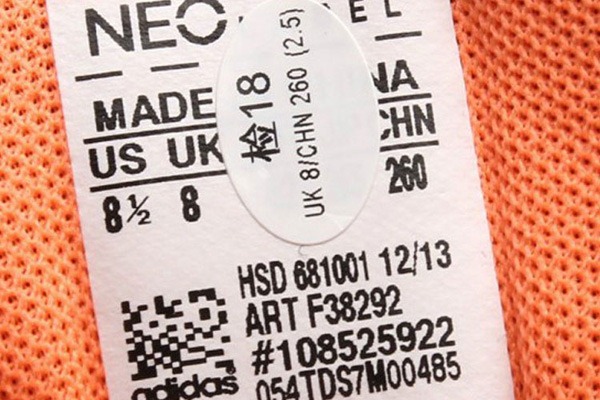 NEO
MADE
US UK CHN
8½ 8 260
检18
UK 8/CHN 260 (2.5)
HSD 681001 12/13
ART F38292
#108525922
054TDS7M00485
adidas